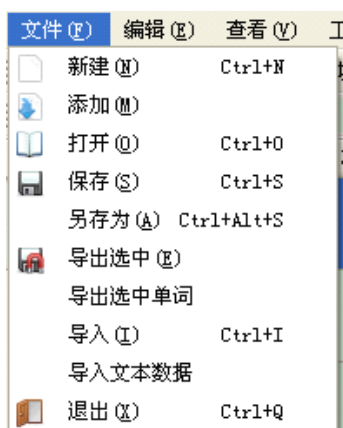 文件(F) 编辑(E) 查看(V)
新建(N) Ctrl+N
添加(M)
打开(O) Ctrl+O
保存(S) Ctrl+S
另存为(A) Ctrl+Alt+S
导出选中(E)
导出选中单词
导入(I) Ctrl+I
导入文本数据
退出(X) Ctrl+Q